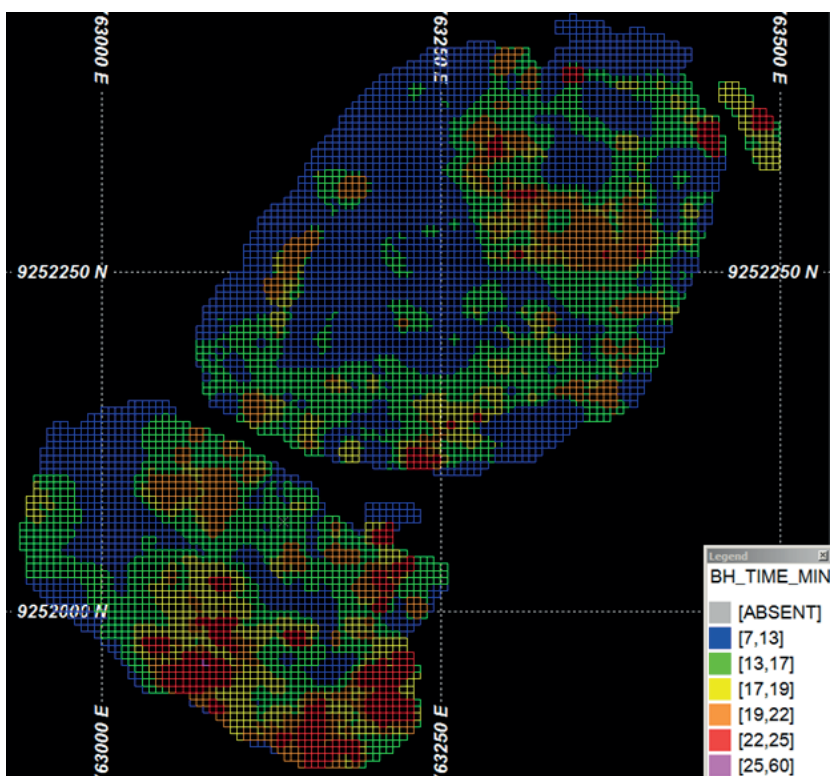 63000 E
63250 E
63500 E
9252250 N
9252250 N
9252000 N
63000 E
63250 E
Legend
BH_TIME_MIN
[ABSENT]
[7,13]
[13,17]
[17,19]
[19,22]
[22,25]
[25,60]